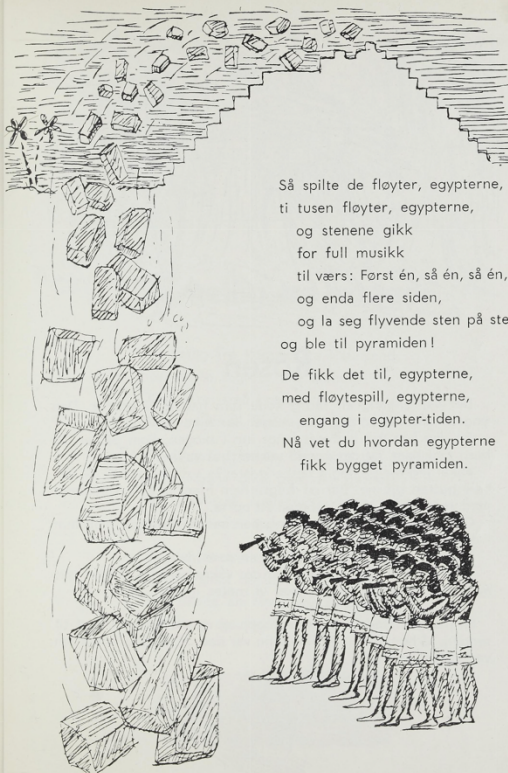 Så spilte de fløyter, egypterne,
ti tusen fløyter, egypterne,
og stenene gikk
for full musikk
til værs: Først én, så én, så én,
og enda flere siden,
og la seg flyvende sten på
og ble til pyramiden!
De fikk det til, egypterne,
med fløytespill, egypterne,
engang i egypter-tiden.
Nå vet du hvordan egypterne
fikk bygget pyramiden.